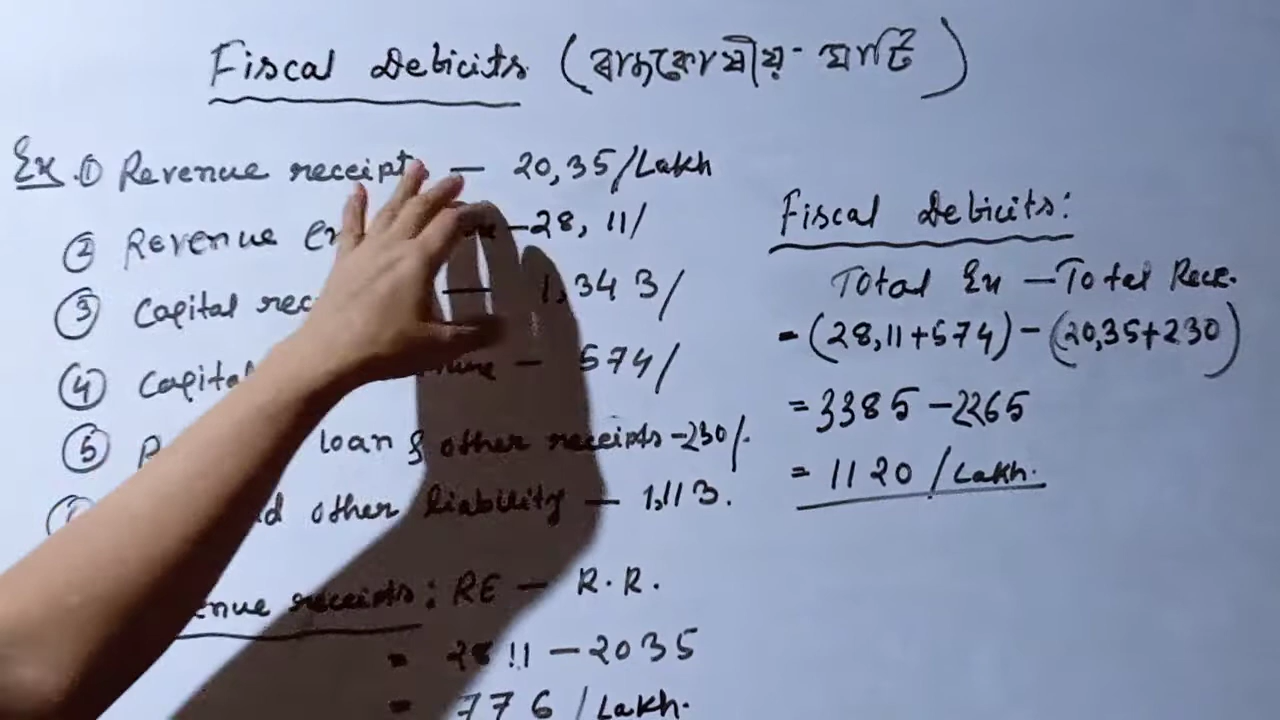 Fiscal Deficits (ৰাজকোষীয়- ঘাটি)
Ex. ① Revenue receipts — 20,35/Lakh
② Revenue — 28, 11/
③ Capital — 1,343/
④ — 574/
⑤ loan & other receipts -230/.
other liability — 1,113.
receipts: RE — R.R.
= 2811 — 2035
= 776 /Lakh.
Fiscal Deficits:
Total Ex — Total Rece.
= (28,11+574) — (20,35+230)
= 3385 — 2265
= 1120 /Lakh.